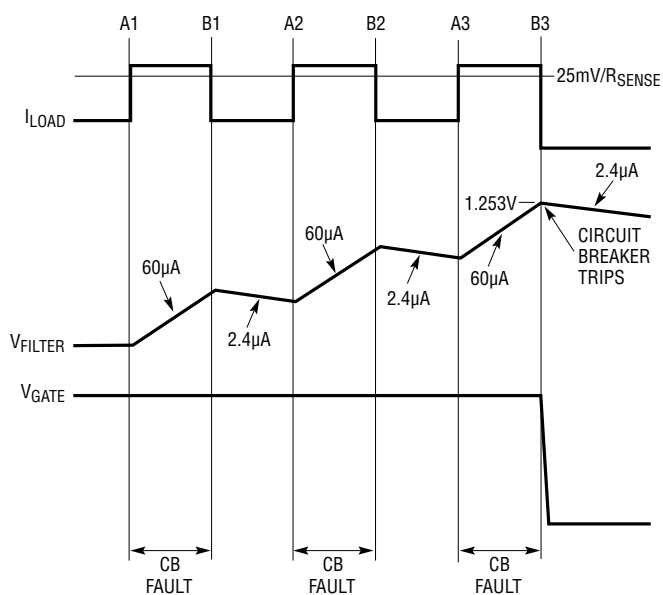 A1 B1 A2 B2 A3 B3
25mV/RSENSE
ILOAD
2.4µA
1.253V
60µA
CIRCUIT
BREAKER
TRIPS
60µA
2.4µA
60µA
2.4µA
VFILTER
VGATE
CB
FAULT
CB
FAULT
CB
FAULT